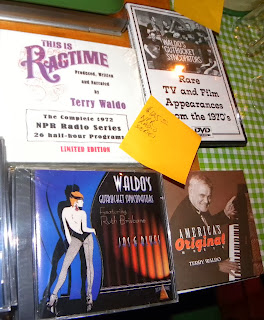 THIS IS
RAGTIME
Produced, Written
and Narrated
by
Terry Waldo
The Complete 1972
NPR Radio Series
26 half-hour Programs
LIMITED EDITION
WALDO'S
GUTBUCKET
SYNCOPATORS
Rare
TV and Film
Appearances
from the 1970's
DVD
WALDO'S
GUTBUCKET SYNCOPATORS
Featuring
Ruth Brisbane
AMERICA'S
Original
TERRY WALDO